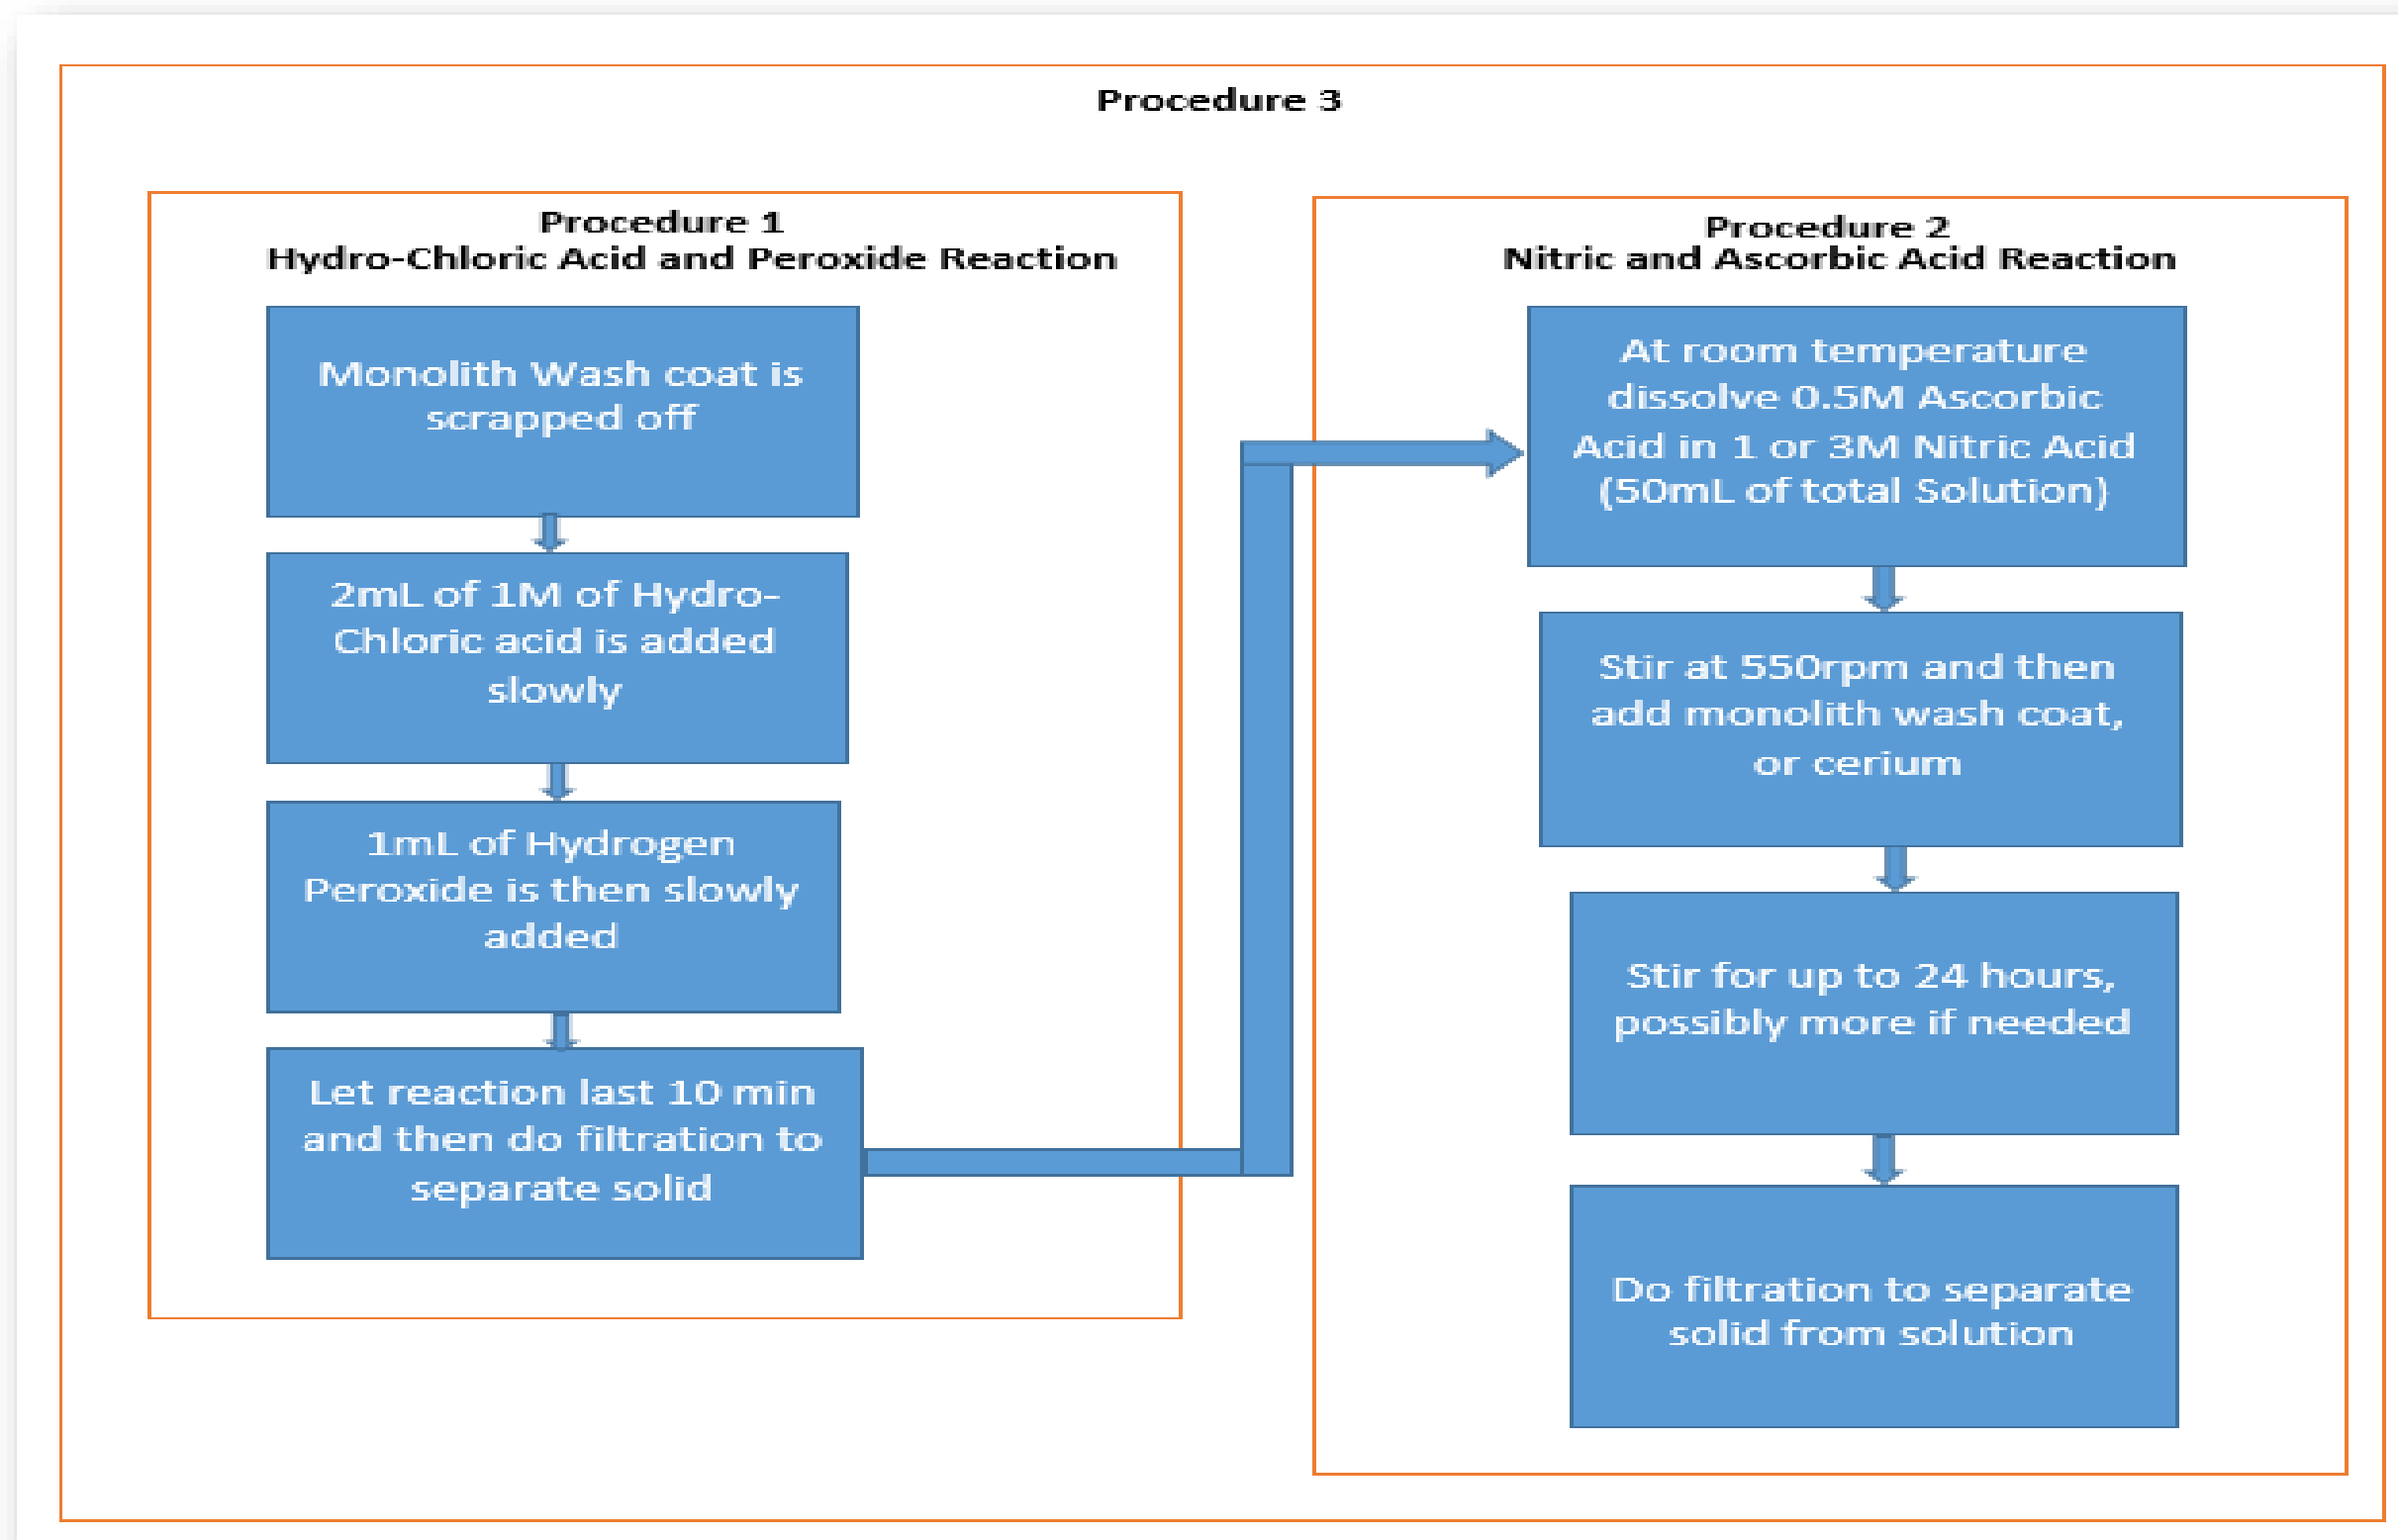 Procedure 3
Procedure 1
Hydro-Chloric Acid and Peroxide Reaction
Monolith Wash coat is
scrapped off
2mL of 1M of Hydro-
Chloric acid is added
slowly
1mL of Hydrogen
Peroxide is then slowly
added
Let reaction last 10 min
and then do filtration to
separate solid
Procedure 2
Nitric and Ascorbic Acid Reaction
At room temperature
dissolve 0.5M Ascorbic
Acid in 1 or 3M Nitric Acid
(50mL of total Solution)
Stir at 550rpm and then
add monolith wash coat,
or cerium
Stir for up to 24 hours,
possibly more if needed
Do filtration to separate
solid from solution